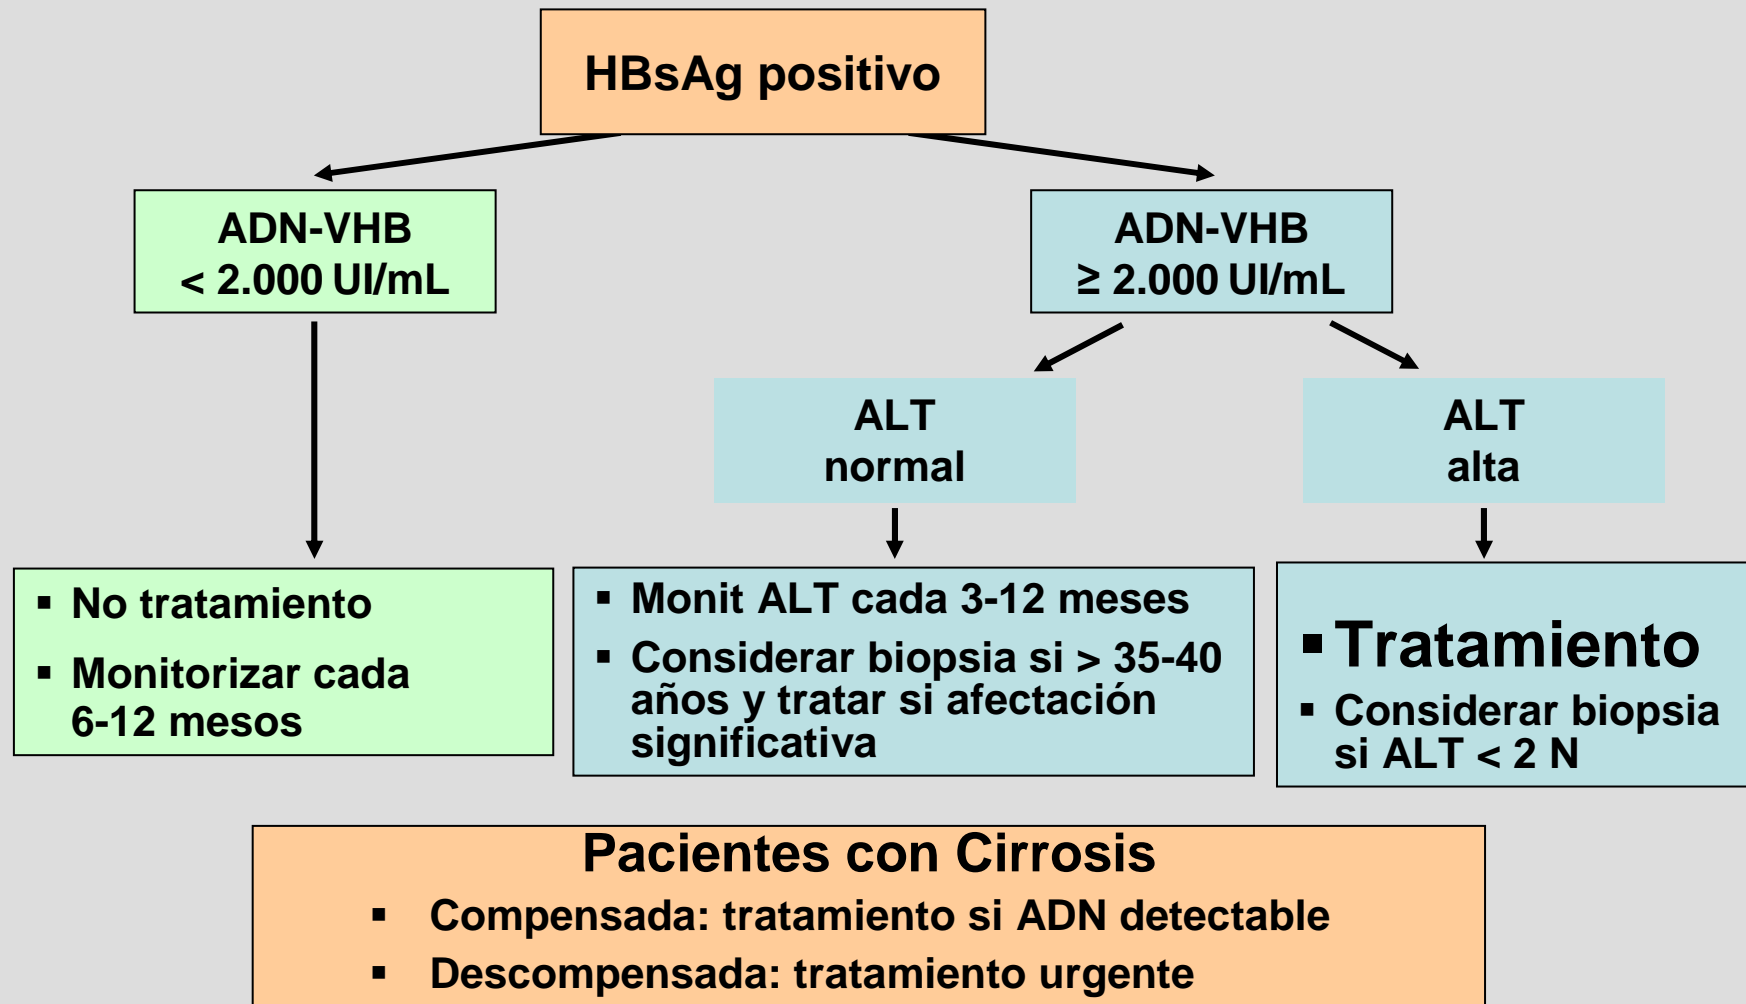 HBsAg positivo
ADN-VHB
< 2.000 UI/mL
ADN-VHB
≥ 2.000 UI/mL
ALT
normal
ALT
alta
▪ No tratamiento
▪ Monitorizar cada
6-12 mesos
▪ Monit ALT cada 3-12 meses
▪ Considerar biopsia si > 35-40
años y tratar si afectación
significativa
▪ Tratamiento
▪ Considerar biopsia
si ALT < 2 N
Pacientes con Cirrosis
▪ Compensada: tratamiento si ADN detectable
▪ Descompensada: tratamiento urgente